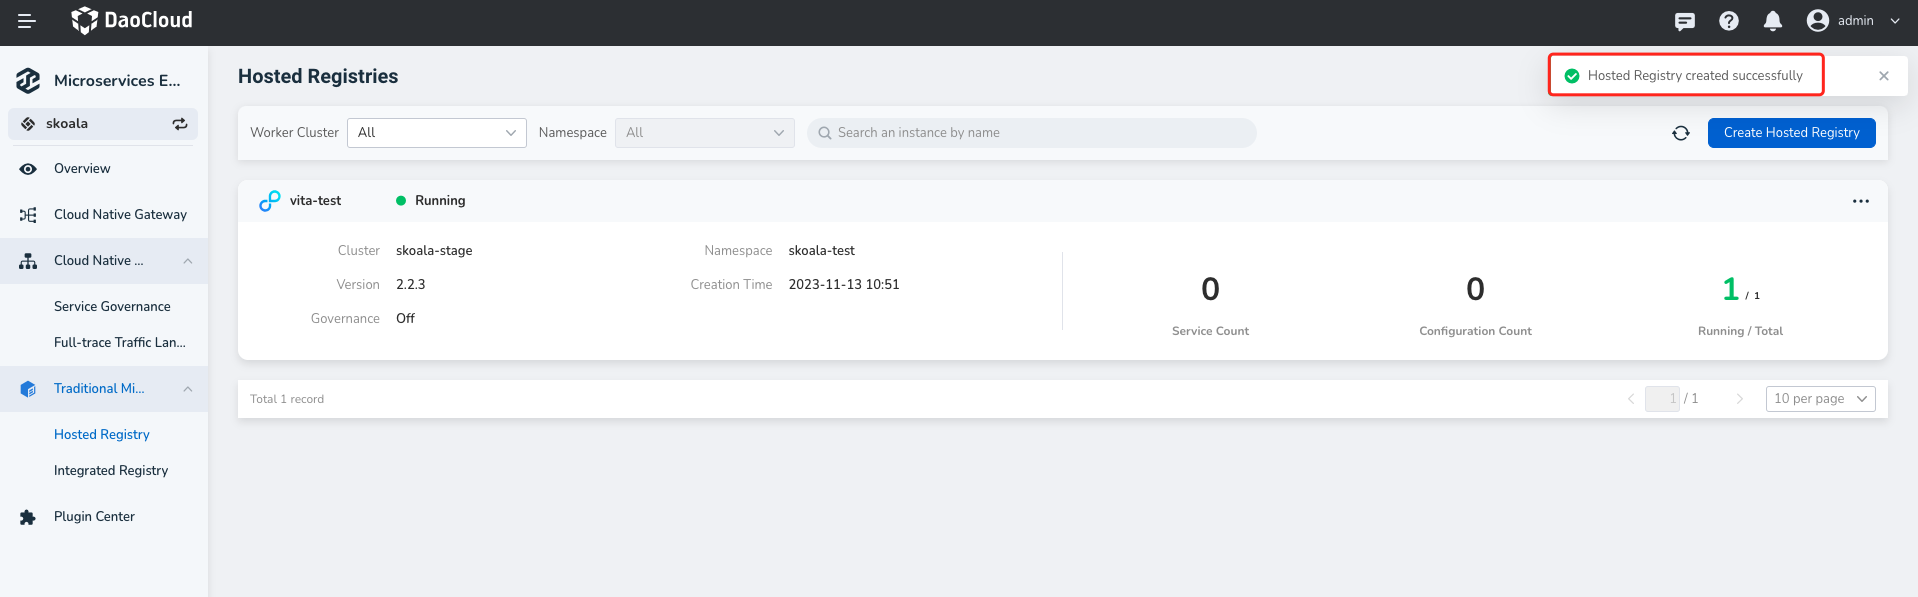 DaoCloud
admin
Microservices E...
skoala
Overview
Cloud Native Gateway
Cloud Native ...
Service Governance
Full-trace Traffic Lan...
Traditional Mi...
Hosted Registry
Integrated Registry
Plugin Center
Hosted Registries
Hosted Registry created successfully
Worker Cluster All Namespace All Search an instance by name Create Hosted Registry
vita-test Running
Cluster skoala-stage Namespace skoala-test
Version 2.2.3 Creation Time 2023-11-13 10:51
Governance Off
0 0 1 / 1
Service Count Configuration Count Running / Total
Total 1 record 1 / 1 10 per page